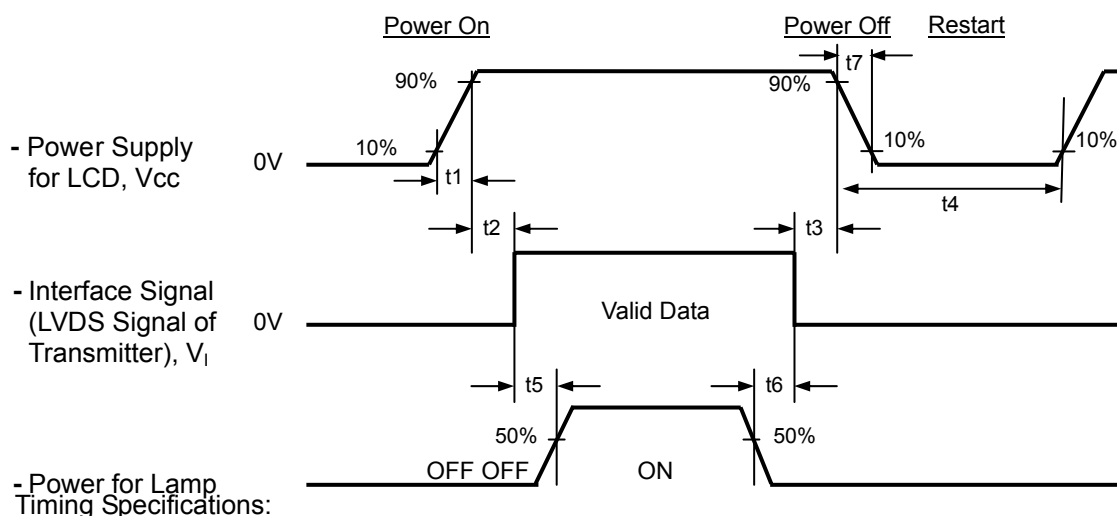 Power On
Power Off
Restart
t7
90%
90%
- Power Supply
for LCD, Vcc
0V
10%
10%
10%
t1
t4
t2
t3
- Interface Signal
(LVDS Signal of
Transmitter), VI
0V
Valid Data
t5
t6
50%
50%
- Power for Lamp
OFF OFF
ON
Timing Specifications: